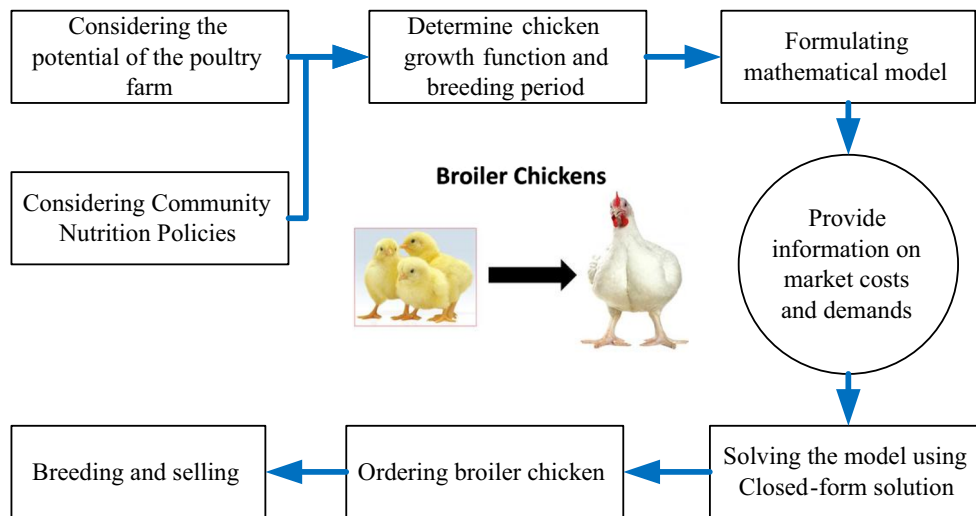 Considering the
potential of the poultry
farm
Determine chicken
growth function and
breeding period
Formulating
mathematical model
Considering Community
Nutrition Policies
Broiler Chickens
Provide
information on
market costs
and demands
Breeding and selling
Ordering broiler chicken
Solving the model using
Closed-form solution